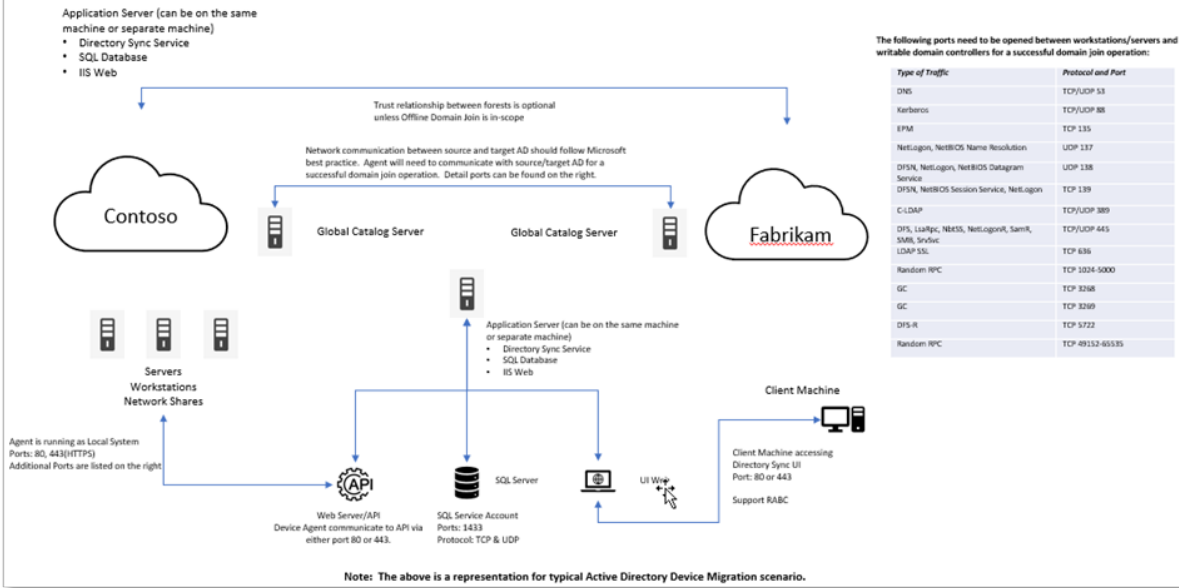 Application Server (can be on the same
machine or separate machine)
• Directory Sync Service
• SQL Database
• IIS Web
Trust relationship between forests is optional
unless Offline Domain Join is in-scope
Network communication between source and target AD should follow Microsoft
best practice. Agent will need to communicate with source/target AD for a
successful domain join operation. Detail ports can be found on the right.
Contoso
Global Catalog Server
Global Catalog Server
Fabrikam
Application Server (can be on the same machine
or separate machine)
• Directory Sync Service
• SQL Database
• IIS Web
Servers
Workstations
Network Shares
Agent is running as Local System
Ports: 80, 443(HTTPS)
Additional Ports are listed on the right
API
Web Server/API
Device Agent communicate to API via
either port 80 or 443.
SQL Server
SQL Service Account
Ports: 1433
Protocol: TCP & UDP
UI Web
Client Machine
Client Machine accessing
Directory Sync UI
Port: 80 or 443
Support RABC
The following ports need to be opened between workstations/servers and
writable domain controllers for a successful domain join operation:
Type of Traffic Protocol and Port
DNS TCP/UDP 53
Kerberos TCP/UDP 88
EPM TCP 135
NetLogon, NetBIOS Name Resolution UDP 137
DFSN, NetLogon, NetBIOS Datagram UDP 138
Service
DFSN, NetBIOS Session Service, NetLogon TCP 139
C-LDAP TCP/UDP 389
DFS, LsaRpc, NbtSS, NetLogonR, SamR, TCP/UDP 445
SMB, SrvSvc
LDAP SSL TCP 636
Random RPC TCP 1024-5000
GC TCP 3268
GC TCP 3269
DFS-R TCP 5722
Random RPC TCP 49152-65535
Note: The above is a representation for typical Active Directory Device Migration scenario.